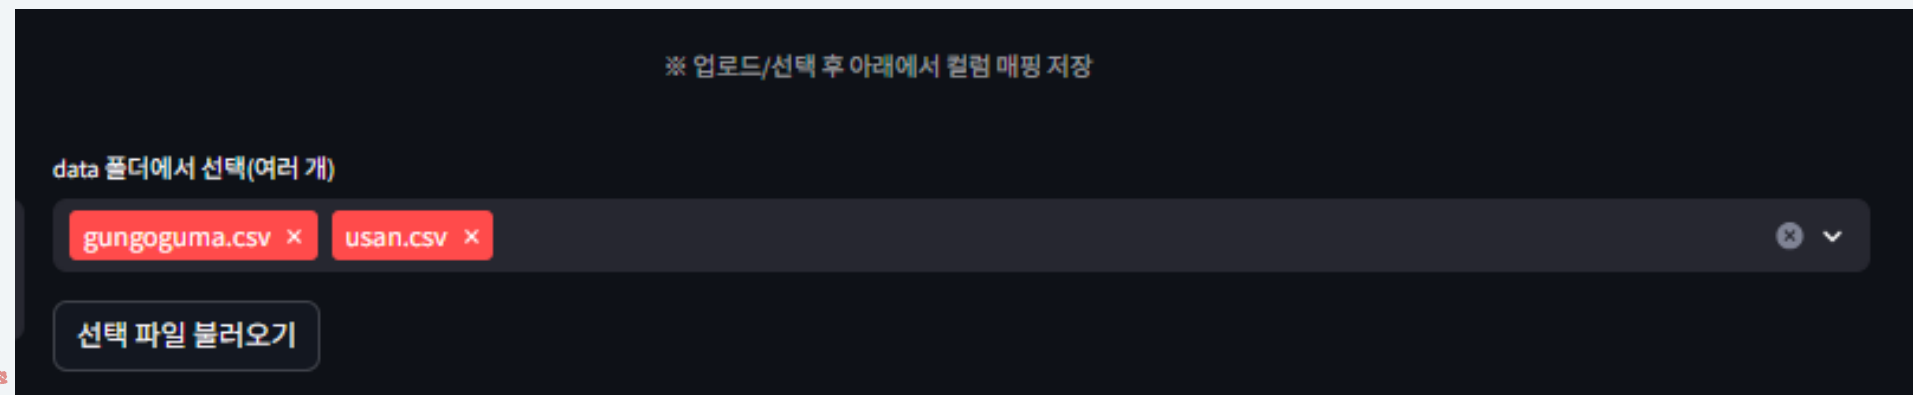 ※ 업로드/선택 후 아래에서 컬럼 매핑 저장
data 폴더에서 선택(여러 개)
gungoguma.csv × usan.csv ×
선택 파일 불러오기